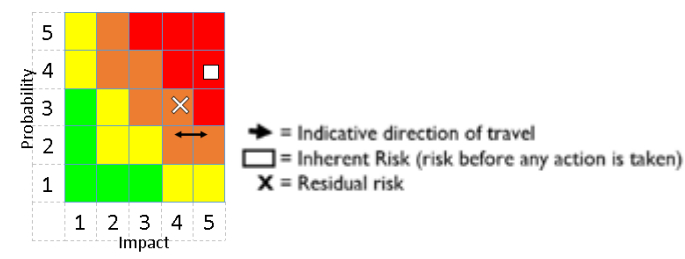 Probability
5
4
3
2
1
1 2 3 4 5
Impact
= Indicative direction of travel
= Inherent Risk (risk before any action is taken)
X = Residual risk